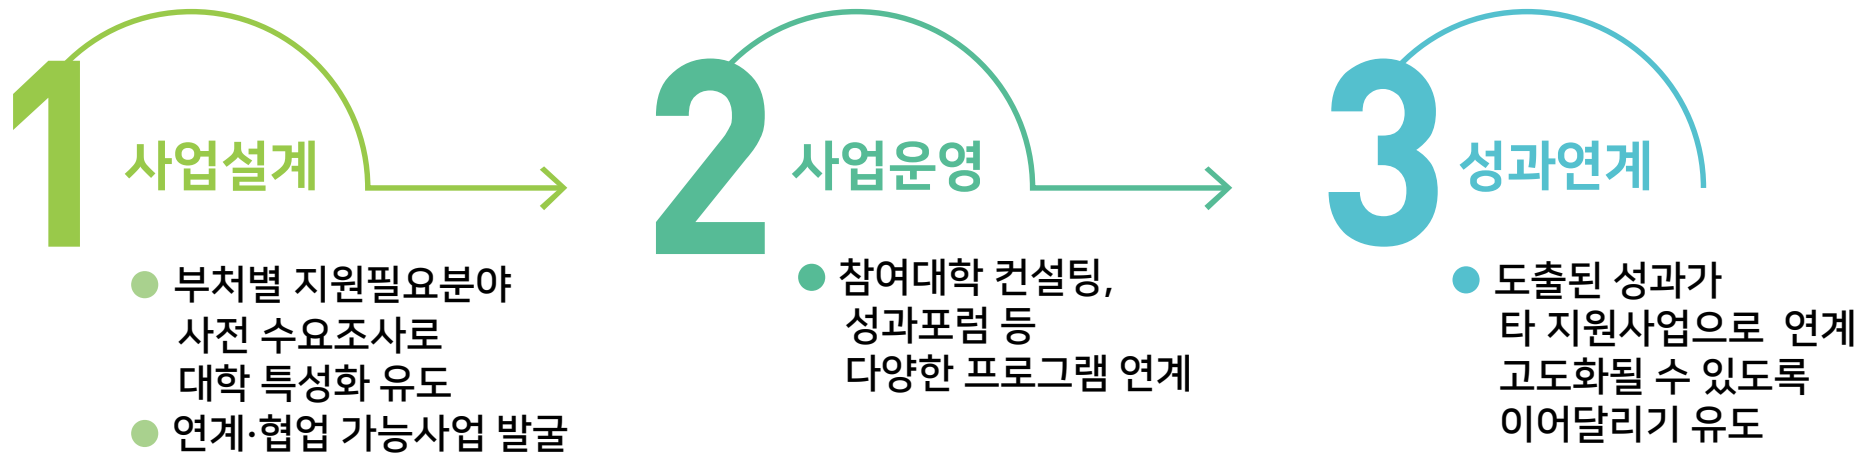 1
사업설계
● 부처별 지원필요분야
사전 수요조사로
대학 특성화 유도
● 연계·협업 가능사업 발굴
2
사업운영
● 참여대학 컨설팅,
성과포럼 등
다양한 프로그램 연계
3
성과연계
● 도출된 성과가
타 지원사업으로 연계
고도화될 수 있도록
이어달리기 유도